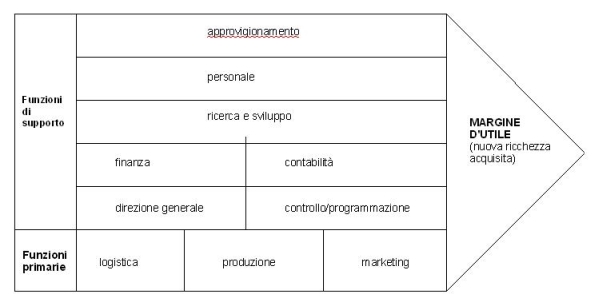 approvigionamento
personale
Funzioni
di
supporto
ricerca e sviluppo
MARGINE
D'UTILE
(nuova ricchezza
acquisita)
finanza
contabilità
direzione generale
controllo/programmazione
Funzioni
primarie
logistica
produzione
marketing